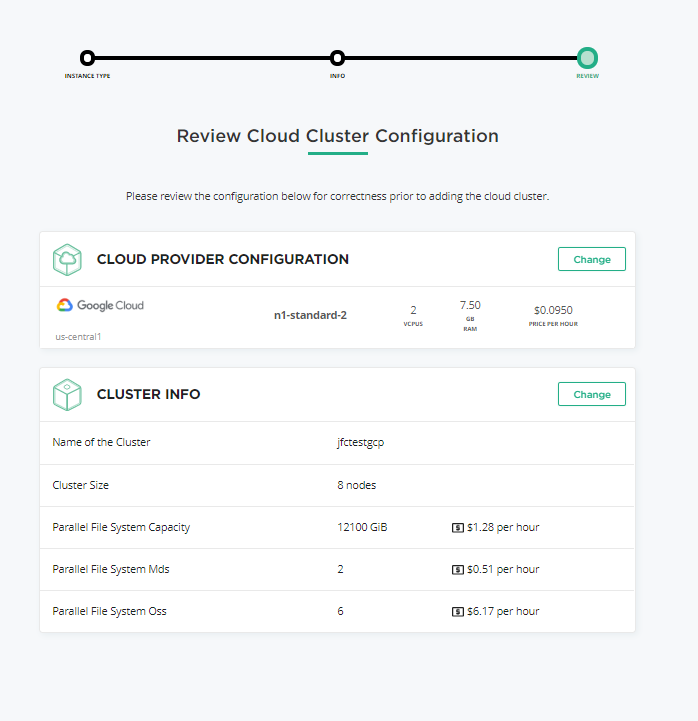 INSTANCE TYPE
INFO
REVIEW
Review Cloud Cluster Configuration
Please review the configuration below for correctness prior to adding the cloud cluster.
CLOUD PROVIDER CONFIGURATION
Change
Google Cloud
us-central1
n1-standard-2
2
VCPUS
7.50
GB
RAM
$0.0950
PRICE PER HOUR
CLUSTER INFO
Change
Name of the Cluster jfctestgcp
Cluster Size 8 nodes
Parallel File System Capacity 12100 GiB $1.28 per hour
Parallel File System Mds 2 $0.51 per hour
Parallel File System Oss 6 $6.17 per hour